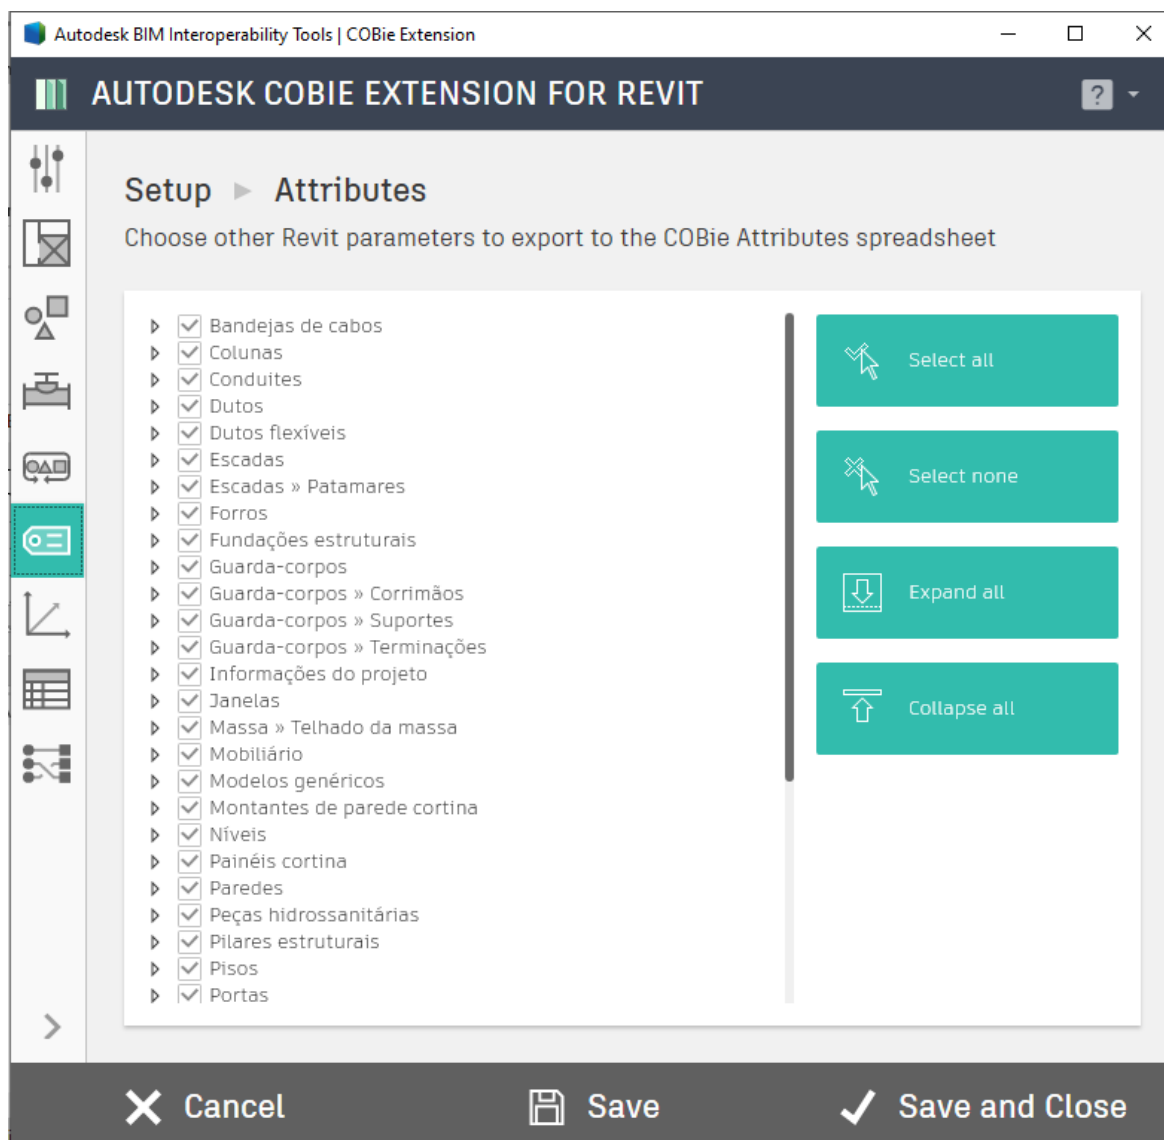 Autodesk BIM Interoperability Tools | COBie Extension
AUTODESK COBIE EXTENSION FOR REVIT
?
Setup ▶ Attributes
Choose other Revit parameters to export to the COBie Attributes spreadsheet
Bandejas de cabos
Colunas
Conduites
Dutos
Dutos flexíveis
Escadas
Escadas » Patamares
Forros
Fundações estruturais
Guarda-corpos
Guarda-corpos » Corrimãos
Guarda-corpos » Suportes
Guarda-corpos » Terminações
Informações do projeto
Janelas
Massa » Telhado da massa
Mobiliário
Modelos genéricos
Montantes de parede cortina
Níveis
Painéis cortina
Paredes
Peças hidrossanitárias
Pilares estruturais
Pisos
Portas
Select all
Select none
Expand all
Collapse all
Cancel
Save
Save and Close